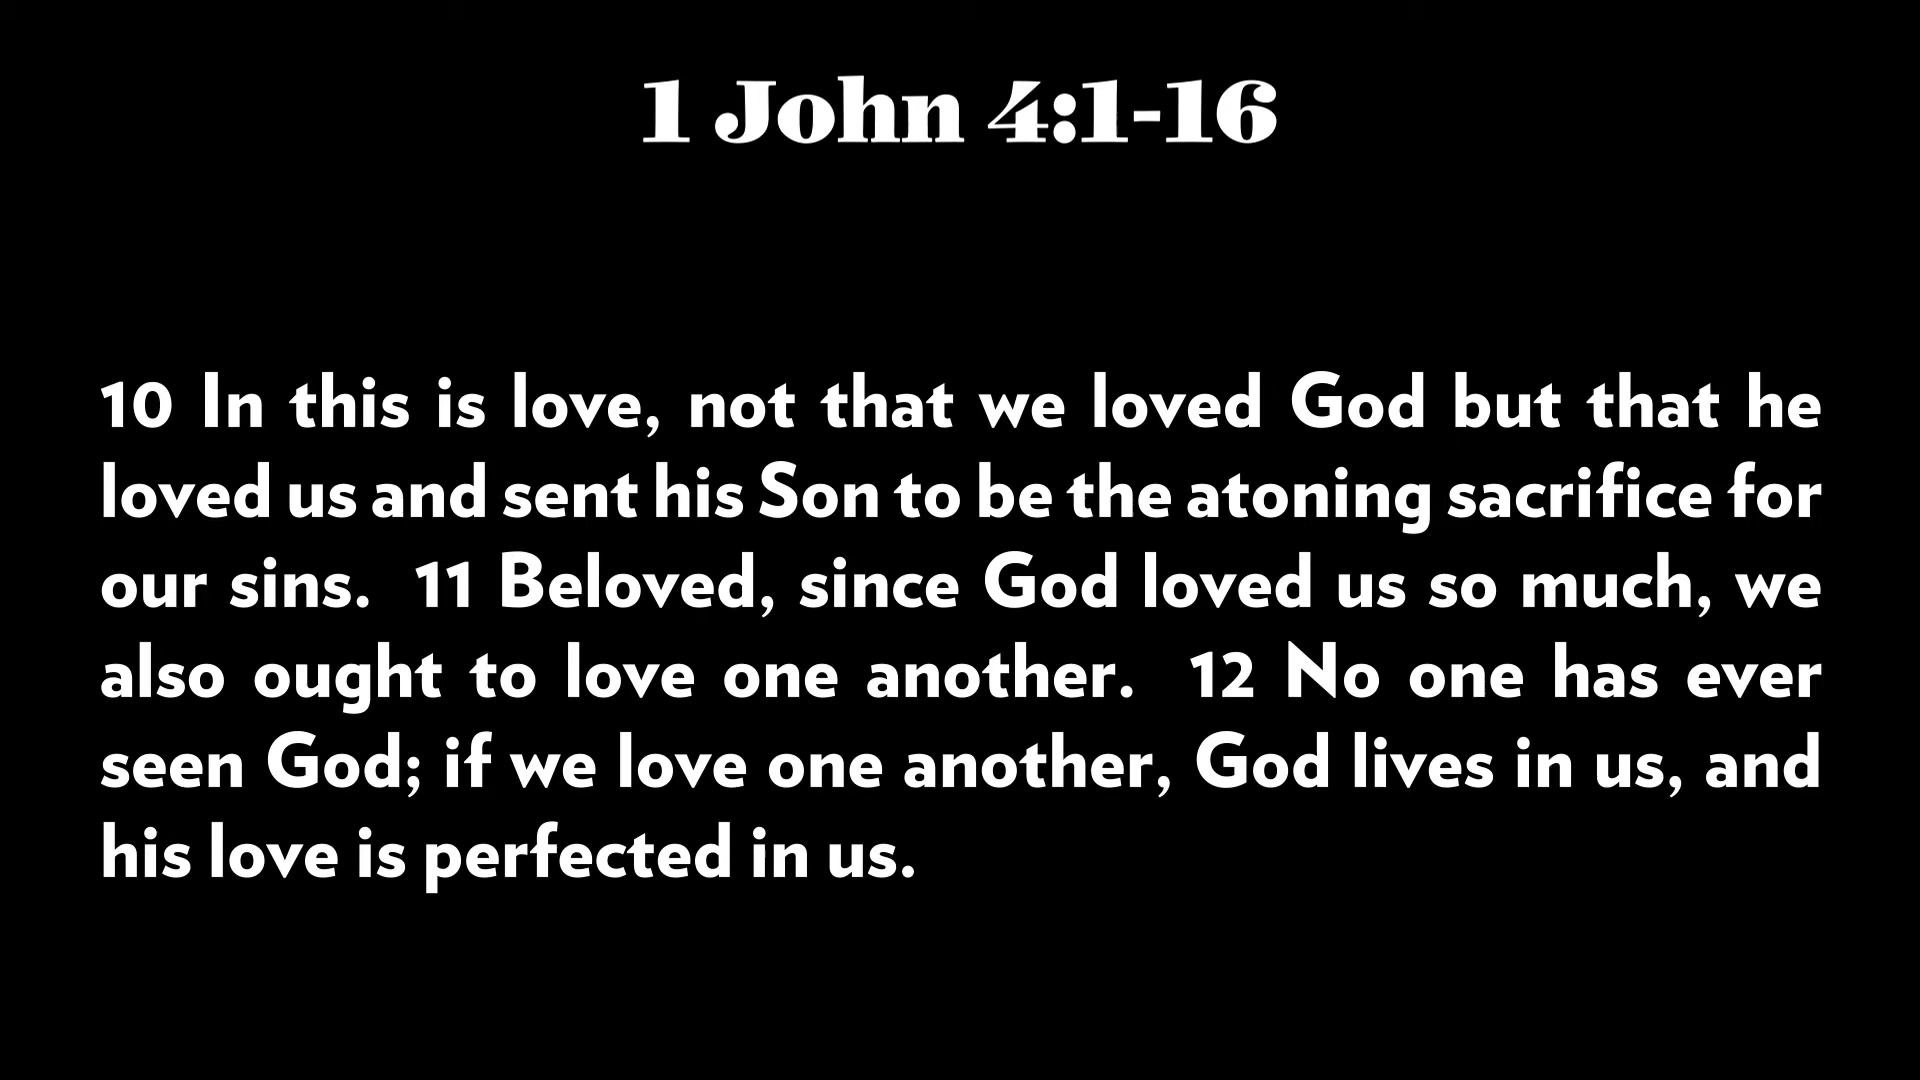 1 John 4:1-16
10 In this is love, not that we loved God but that he
loved us and sent his Son to be the atoning sacrifice for
our sins.  11 Beloved, since God loved us so much, we
also ought to love one another.  12 No one has ever
seen God; if we love one another, God lives in us, and
his love is perfected in us.